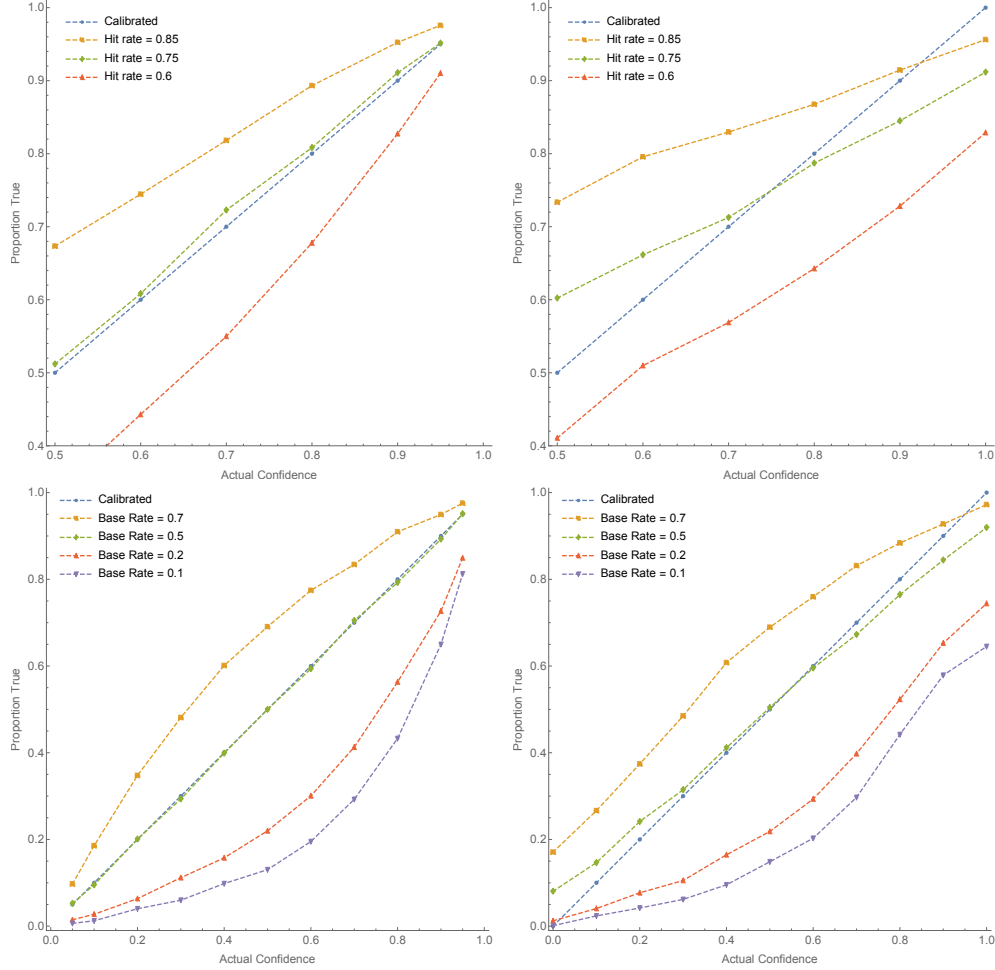 Calibrated
Hit rate = 0.85
Hit rate = 0.75
Hit rate = 0.6
1.0
0.9
0.8
0.7
0.6
0.5
0.4
Proportion True
0.5 0.6 0.7 0.8 0.9 1.0
Actual Confidence
Calibrated
Hit rate = 0.85
Hit rate = 0.75
Hit rate = 0.6
1.0
0.9
0.8
0.7
0.6
0.5
0.4
Proportion True
0.5 0.6 0.7 0.8 0.9 1.0
Actual Confidence
Calibrated
Base Rate = 0.7
Base Rate = 0.5
Base Rate = 0.2
Base Rate = 0.1
1.0
0.8
0.6
0.4
0.2
0.0
Proportion True
0.0 0.2 0.4 0.6 0.8 1.0
Actual Confidence
Calibrated
Base Rate = 0.7
Base Rate = 0.5
Base Rate = 0.2
Base Rate = 0.1
1.0
0.8
0.6
0.4
0.2
0.0
Proportion True
0.0 0.2 0.4 0.6 0.8 1.0
Actual Confidence